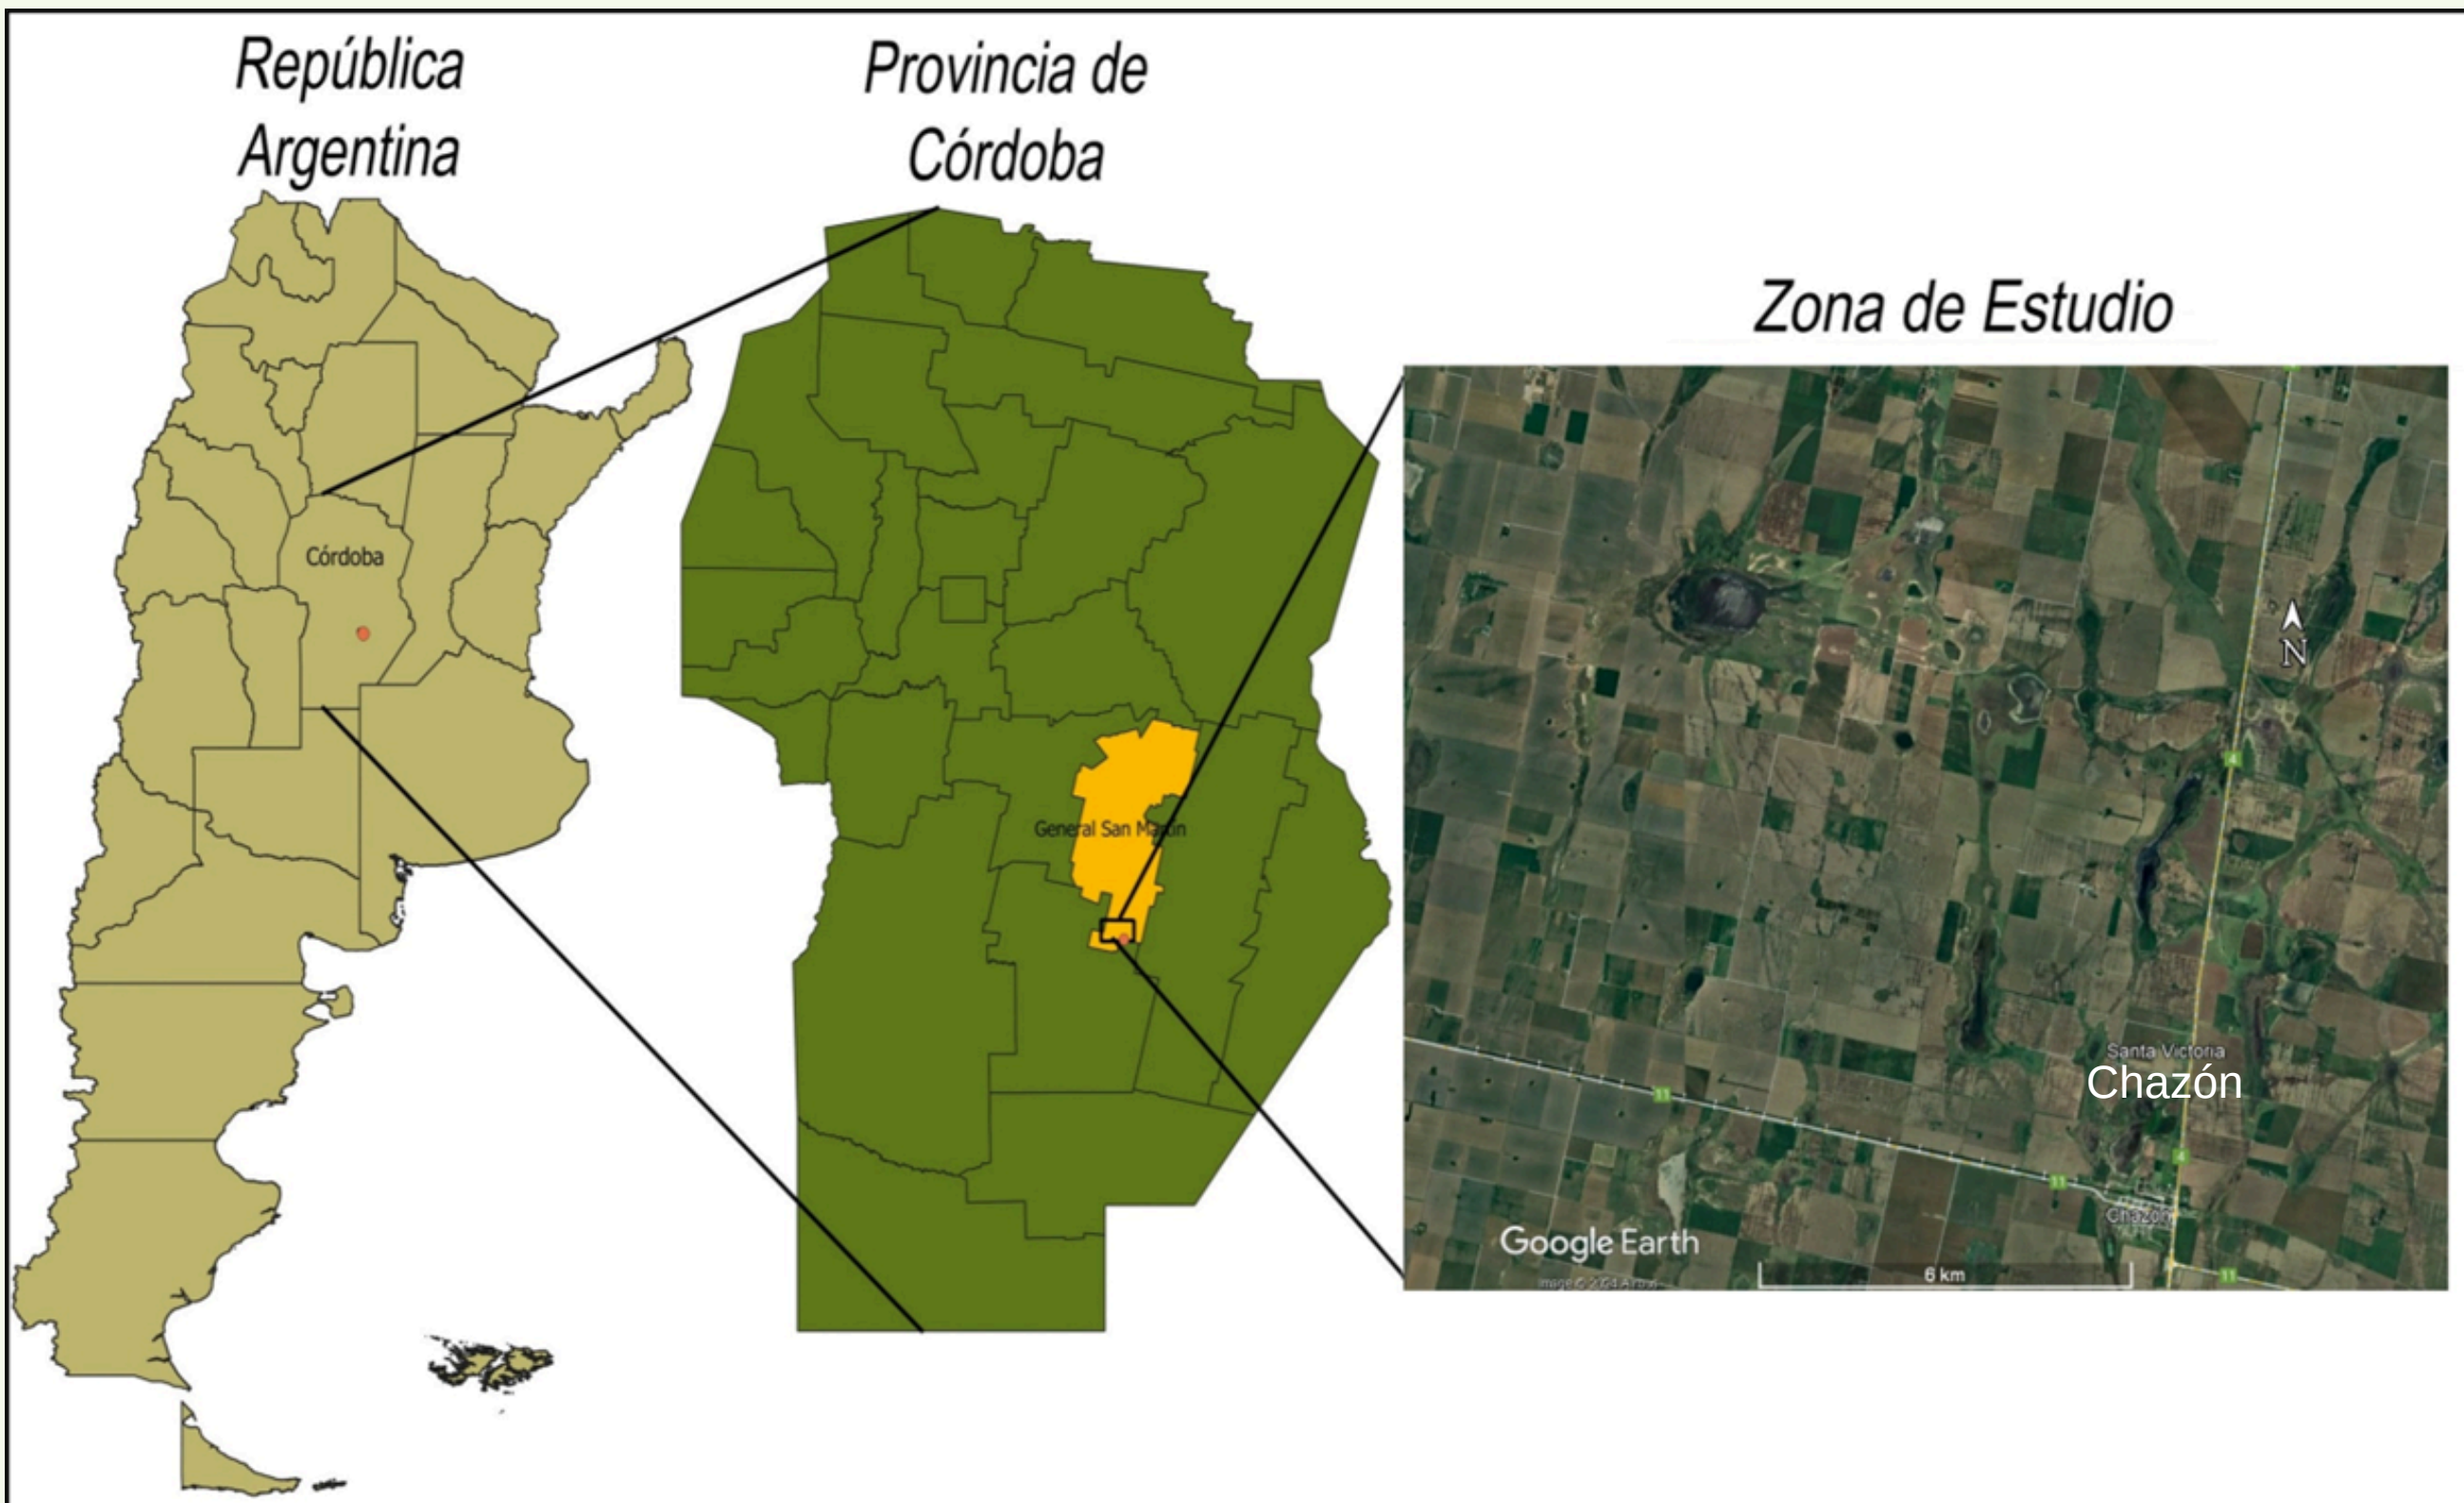 República
Argentina
Provincia de
Córdoba
Zona de Estudio
Córdoba
General San Martín
N
4
Santa Victoria
Chazón
11
4
11
Chazón
Google Earth
6 km
11